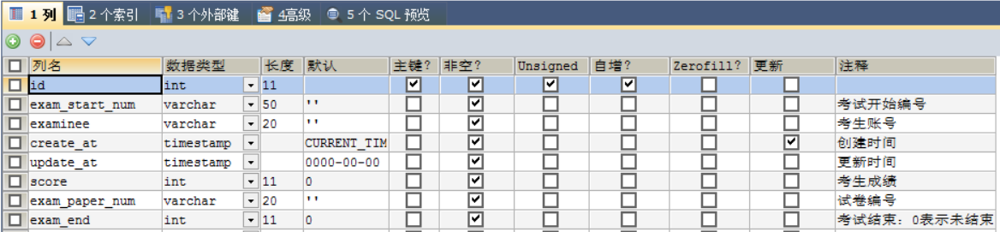 1 列 2 个索引 3 个外部键 4高级 5 个 SQL 预览
列名 数据类型 长度 默认 主键? 非空? Unsigned 自增? Zerofill? 更新 注释
id int 11
exam_start_num varchar 50 '' 考试开始编号
examinee varchar 20 '' 考生账号
create_at timestamp CURRENT_TIM 创建时间
update_at timestamp 0000-00-00 更新时间
score int 11 0 考生成绩
exam_paper_num varchar 20 '' 试卷编号
exam_end int 11 0 考试结束：0表示未结束